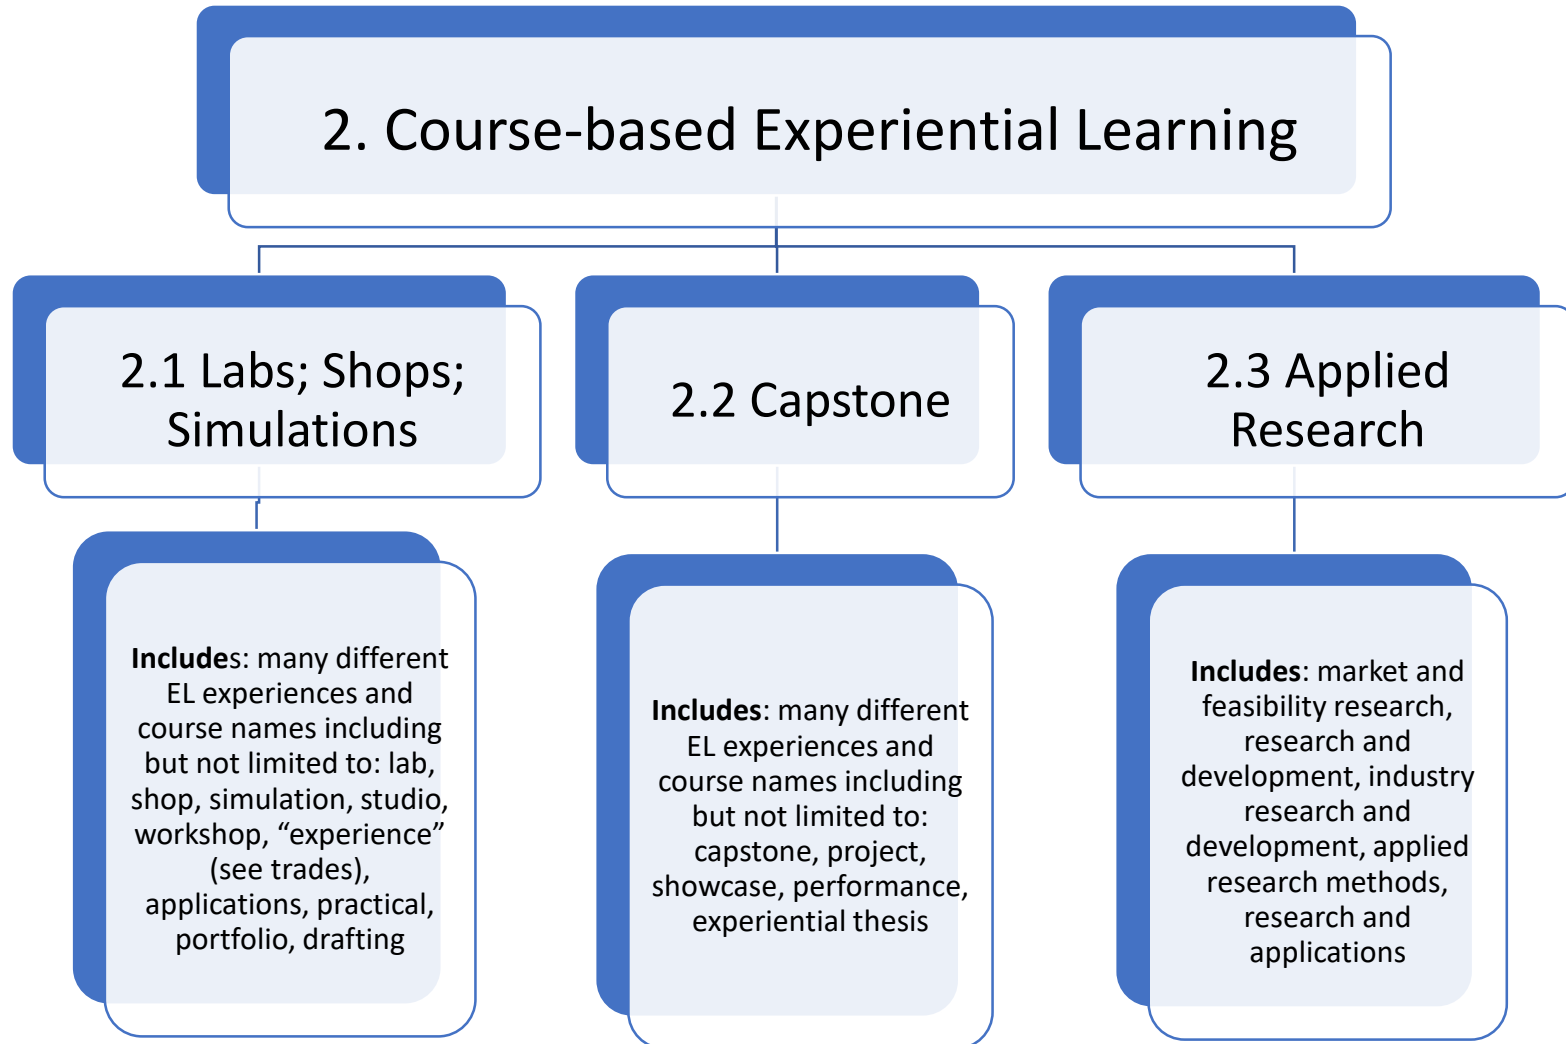 2. Course-based Experiential Learning
2.1 Labs; Shops;
Simulations
2.2 Capstone
2.3 Applied
Research
Includes: many different
EL experiences and
course names including
but not limited to: lab,
shop, simulation, studio,
workshop, “experience”
(see trades),
applications, practical,
portfolio, drafting
Includes: many different
EL experiences and
course names including
but not limited to:
capstone, project,
showcase, performance,
experiential thesis
Includes: market and
feasibility research,
research and
development, industry
research and
development, applied
research methods,
research and
applications